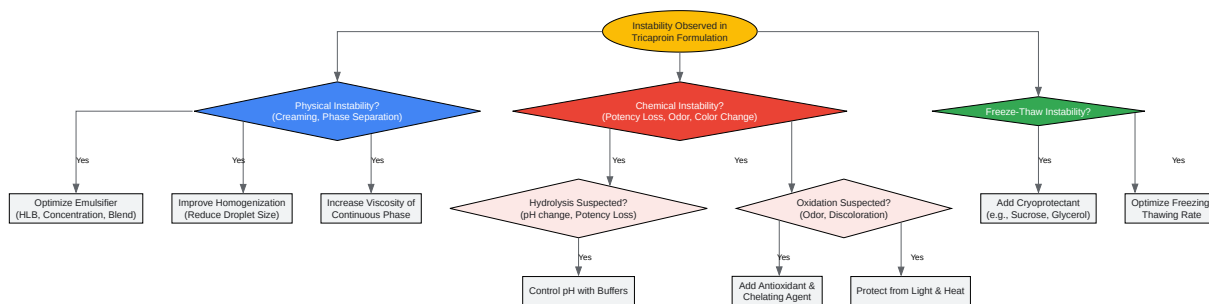 Instability Observed in
Tricaproin Formulation
Physical Instability?
(Creaming, Phase Separation)
Chemical Instability?
(Potency Loss, Odor, Color Change)
Freeze-Thaw Instability?
Yes
Yes
Yes
Yes
Yes
Yes
Yes
Optimize Emulsifier
(HLB, Concentration, Blend)
Improve Homogenization
(Reduce Droplet Size)
Increase Viscosity of
Continuous Phase
Hydrolysis Suspected?
(pH change, Potency Loss)
Oxidation Suspected?
(Odor, Discoloration)
Add Cryoprotectant
(e.g., Sucrose, Glycerol)
Optimize Freezing/
Thawing Rate
Yes
Yes
Yes
Control pH with Buffers
Add Antioxidant &
Chelating Agent
Protect from Light & Heat